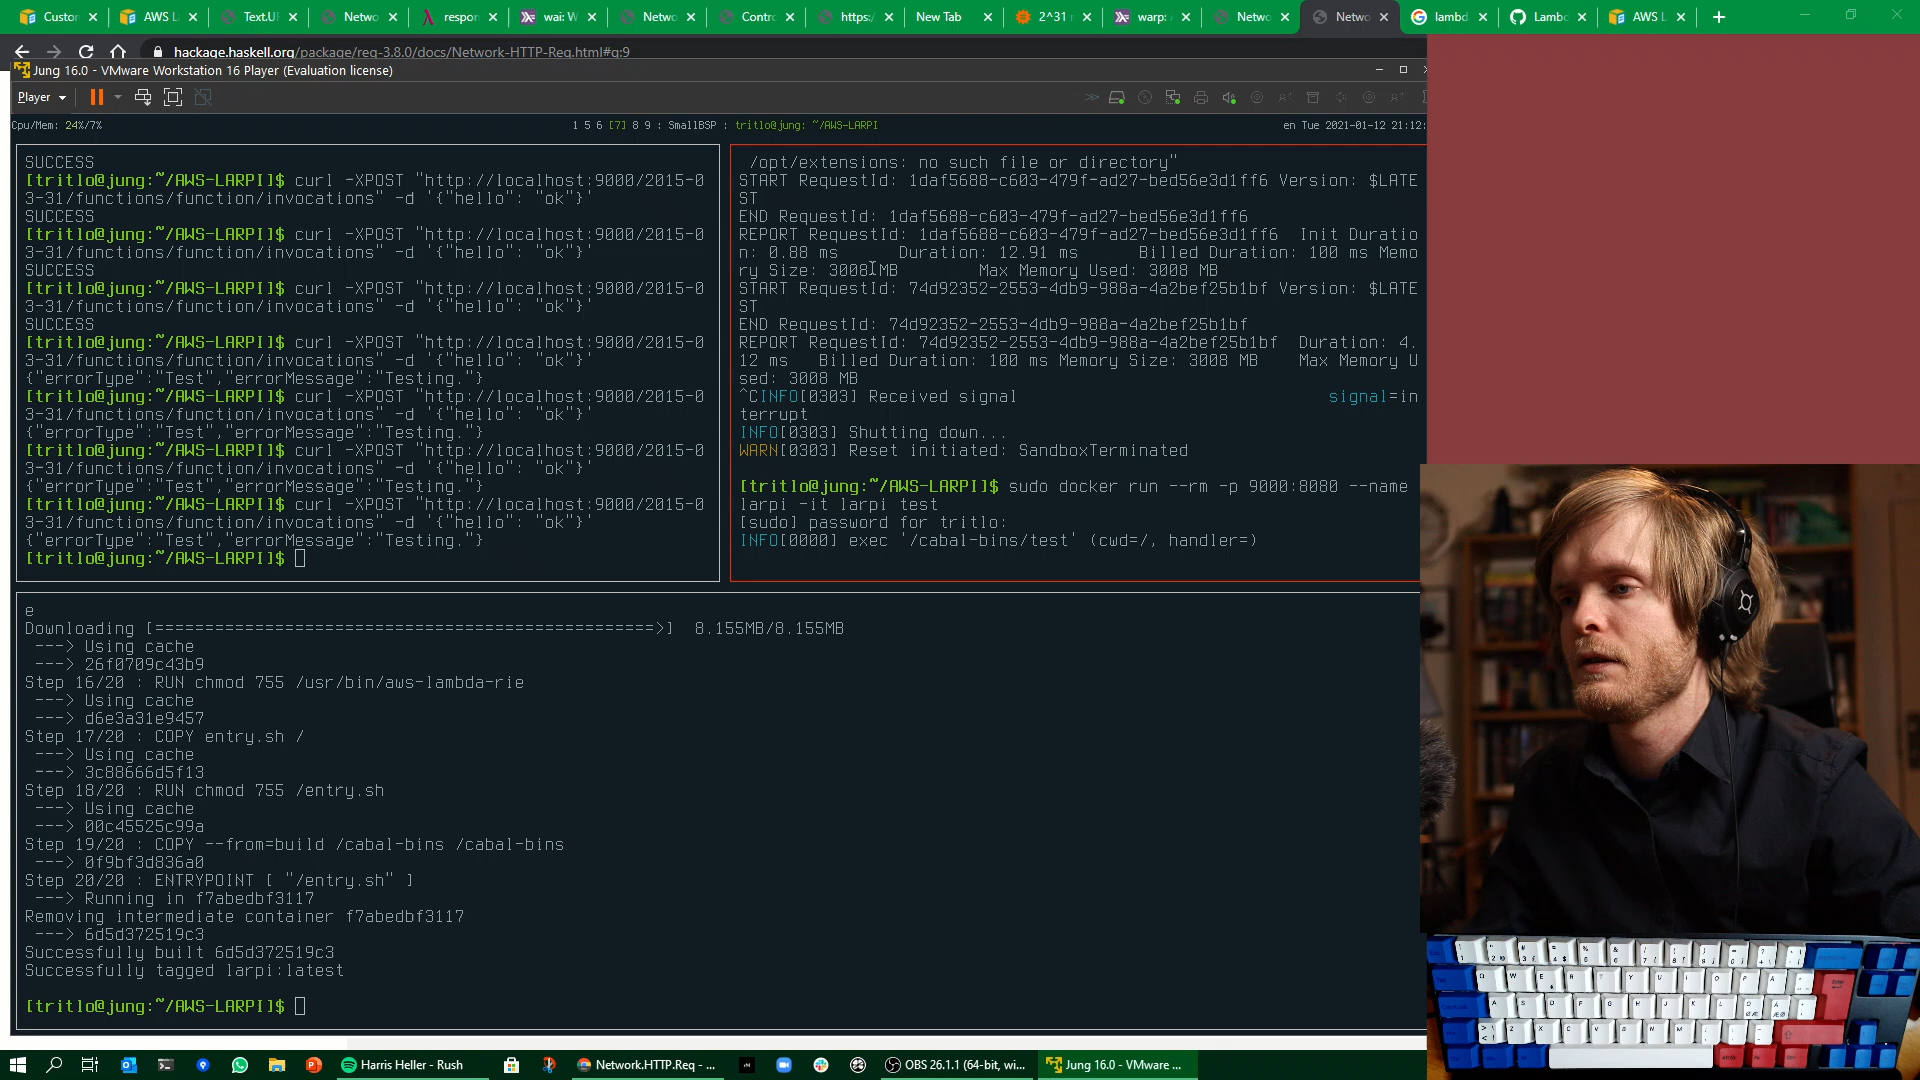 Custon
AWS L
Text.U
Netwo
respor
wai: W
Netwo
Contro
https:/
New Tab
2^31 r
warp:
Netwo
Netwo
lambd
Lambc
AWS L
hackage.haskell.org/package/req-3.8.0/docs/Network-HTTP-Req.html#g:9
Jung 16.0 - VMware Workstation 16 Player (Evaluation license)
Player
Cpu/Mem: 24%/7%
1 5 6 [7] 8 9 : SmallBSP : tritlo@jung: ~/AWS-LARPI
en Tue 2021-01-12 21:12:
SUCCESS
[tritlo@jung:~/AWS-LARPI]$ curl -XPOST "http://localhost:9000/2015-0
3-31/functions/function/invocations" -d '{"hello": "ok"}'
SUCCESS
[tritlo@jung:~/AWS-LARPI]$ curl -XPOST "http://localhost:9000/2015-0
3-31/functions/function/invocations" -d '{"hello": "ok"}'
SUCCESS
[tritlo@jung:~/AWS-LARPI]$ curl -XPOST "http://localhost:9000/2015-0
3-31/functions/function/invocations" -d '{"hello": "ok"}'
SUCCESS
[tritlo@jung:~/AWS-LARPI]$ curl -XPOST "http://localhost:9000/2015-0
3-31/functions/function/invocations" -d '{"hello": "ok"}'
{"errorType":"Test","errorMessage":"Testing."}
[tritlo@jung:~/AWS-LARPI]$ curl -XPOST "http://localhost:9000/2015-0
3-31/functions/function/invocations" -d '{"hello": "ok"}'
{"errorType":"Test","errorMessage":"Testing."}
[tritlo@jung:~/AWS-LARPI]$ curl -XPOST "http://localhost:9000/2015-0
3-31/functions/function/invocations" -d '{"hello": "ok"}'
{"errorType":"Test","errorMessage":"Testing."}
[tritlo@jung:~/AWS-LARPI]$ curl -XPOST "http://localhost:9000/2015-0
3-31/functions/function/invocations" -d '{"hello": "ok"}'
{"errorType":"Test","errorMessage":"Testing."}
[tritlo@jung:~/AWS-LARPI]$
/opt/extensions: no such file or directory"
START RequestId: 1daf5688-c603-479f-ad27-bed56e3d1ff6 Version: $LATE
ST
END RequestId: 1daf5688-c603-479f-ad27-bed56e3d1ff6
REPORT RequestId: 1daf5688-c603-479f-ad27-bed56e3d1ff6 Init Duratio
n: 0.88 ms Duration: 12.91 ms Billed Duration: 100 ms Memo
ry Size: 3008 MB Max Memory Used: 3008 MB
START RequestId: 74d92352-2553-4db9-988a-4a2bef25b1bf Version: $LATE
ST
END RequestId: 74d92352-2553-4db9-988a-4a2bef25b1bf
REPORT RequestId: 74d92352-2553-4db9-988a-4a2bef25b1bf Duration: 4.
12 ms Billed Duration: 100 ms Memory Size: 3008 MB Max Memory U
sed: 3008 MB
^CINFO[0303] Received signal signal=in
terrupt
INFO[0303] Shutting down...
WARN[0303] Reset initiated: SandboxTerminated
[tritlo@jung:~/AWS-LARPI]$ sudo docker run --rm -p 9000:8080 --name
larpi -it larpi test
[sudo] password for tritlo:
INFO[0000] exec '/cabal-bins/test' (cwd=/, handler=)
e
Downloading [==================================================>] 8.155MB/8.155MB
---> Using cache
---> 26f0709c43b9
Step 16/20 : RUN chmod 755 /usr/bin/aws-lambda-rie
---> Using cache
---> d6e3a31e9457
Step 17/20 : COPY entry.sh /
---> Using cache
---> 3c88666d5f13
Step 18/20 : RUN chmod 755 /entry.sh
---> Using cache
---> 00c45525c99a
Step 19/20 : COPY --from=build /cabal-bins /cabal-bins
---> 0f9bf3d836a0
Step 20/20 : ENTRYPOINT [ "/entry.sh" ]
---> Running in f7abedbf3117
Removing intermediate container f7abedbf3117
---> 6d5d372519c3
Successfully built 6d5d372519c3
Successfully tagged larpi:latest
[tritlo@jung:~/AWS-LARPI]$
Harris Heller - Rush
Network.HTTP.Req - ...
OBS 26.1.1 (64-bit, wi...
Jung 16.0 - VMware ...